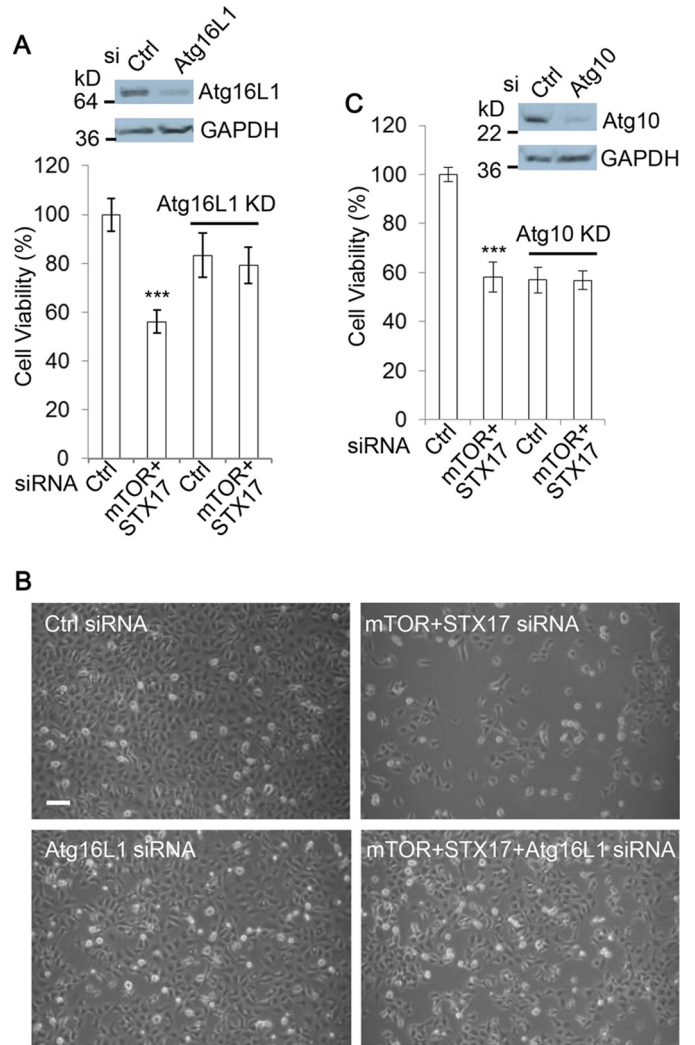 A
si Ctrl Atg16L1
kD
64
Atg16L1
36
GAPDH
120
100
80
60
40
20
0
Cell Viability (%)
***
Atg16L1 KD
siRNA
Ctrl
mTOR+
STX17
Ctrl
mTOR+
STX17
C
si Ctrl Atg10
kD
22
Atg10
36
GAPDH
120
100
80
60
40
20
0
Cell Viability (%)
***
Atg10 KD
siRNA
Ctrl
mTOR+
STX17
Ctrl
mTOR+
STX17
B
Ctrl siRNA
mTOR+STX17 siRNA
Atg16L1 siRNA
mTOR+STX17+Atg16L1 siRNA